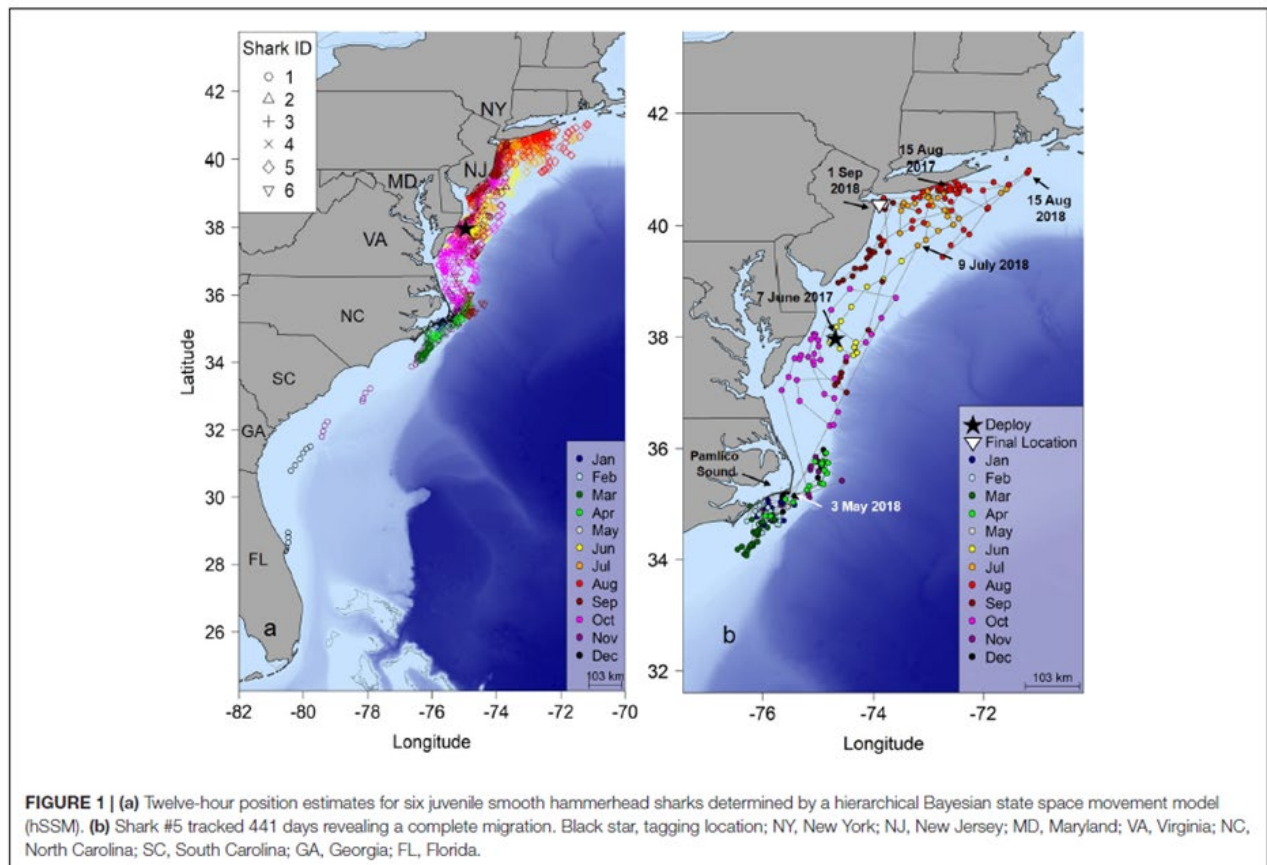 Shark ID
1
2
3
4
5
6
42
40
38
36
34
32
30
28
26
Latitude
NY
NJ
MD
VA
NC
SC
GA
FL
a
Jan
Feb
Mar
Apr
May
Jun
Jul
Aug
Sep
Oct
Nov
Dec
103 km
-82 -80 -78 -76 -74 -72 -70
Longitude
42
40
38
36
34
32
15 Aug
2017
1 Sep
2018
15 Aug
2018
9 July 2018
7 June 2017
Pamlico
Sound
3 May 2018
b
Deploy
Final Location
Jan
Feb
Mar
Apr
May
Jun
Jul
Aug
Sep
Oct
Nov
Dec
103 km
-76 -74 -72
Longitude
FIGURE 1 | (a) Twelve-hour position estimates for six juvenile smooth hammerhead sharks determined by a hierarchical Bayesian state space movement model
(hSSM). (b) Shark #5 tracked 441 days revealing a complete migration. Black star, tagging location; NY, New York; NJ, New Jersey; MD, Maryland; VA, Virginia; NC,
North Carolina; SC, South Carolina; GA, Georgia; FL, Florida.